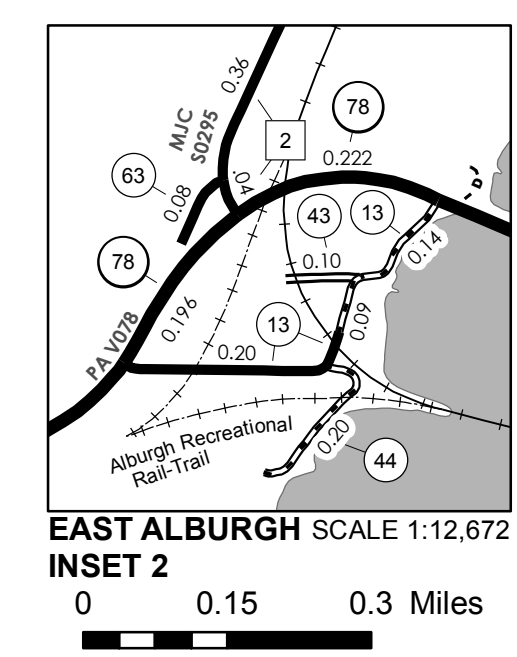 0.36
MJC
S0295
2
78
63
0.08
.04
0.222
D
43
13
0.14
78
0.10
0.196
13
0.09
PA V078
0.20
Alburgh Recreational
Rail-Trail
0.20
44
EAST ALBURGH SCALE 1:12,672
INSET 2
0 0.15 0.3 Miles